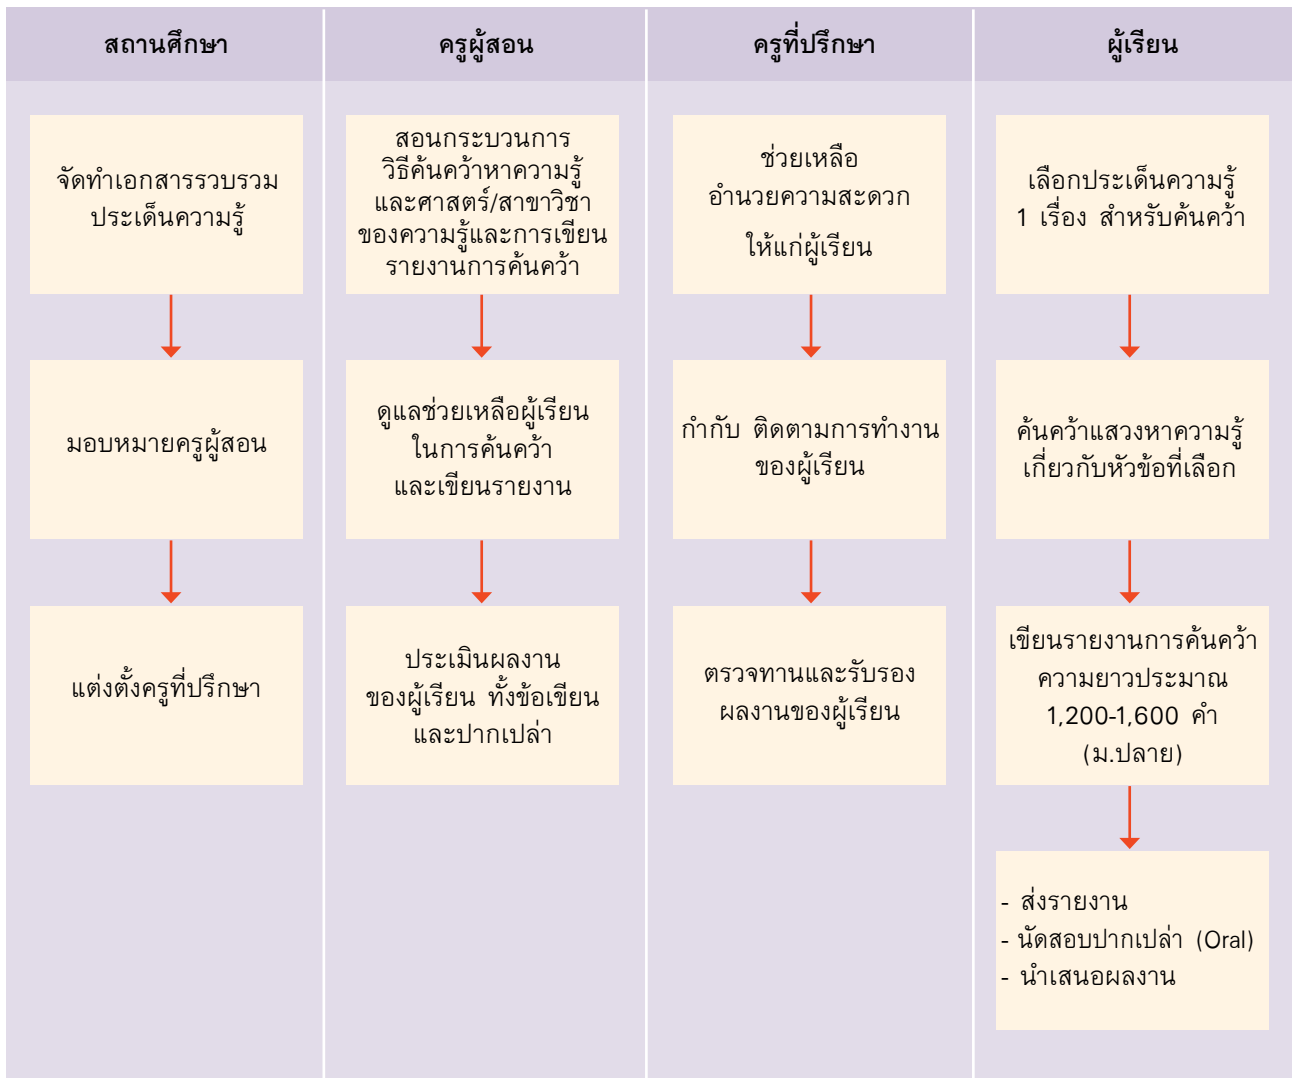 สถานศึกษา
ครูผู้สอน
ครูที่ปรึกษา
ผู้เรียน
จัดทำเอกสารรวบรวม
ประเด็นความรู้
สอนกระบวนการ
วิธีค้นคว้าหาความรู้
และศาสตร์/สาขาวิชา
ของความรู้และการเขียน
รายงานการค้นคว้า
ช่วยเหลือ
อำนวยความสะดวก
ให้แก่ผู้เรียน
เลือกประเด็นความรู้
1 เรื่อง สำหรับค้นคว้า
มอบหมายครูผู้สอน
ดูแลช่วยเหลือผู้เรียน
ในการค้นคว้า
และเขียนรายงาน
กำกับ ติดตามการทำงาน
ของผู้เรียน
ค้นคว้าแสวงหาความรู้
เกี่ยวกับหัวข้อที่เลือก
แต่งตั้งครูที่ปรึกษา
ประเมินผลงาน
ของผู้เรียน ทั้งข้อเขียน
และปากเปล่า
ตรวจทานและรับรอง
ผลงานของผู้เรียน
เขียนรายงานการค้นคว้า
ความยาวประมาณ
1,200-1,600 คำ
(ม.ปลาย)
- ส่งรายงาน
- นัดสอบปากเปล่า (Oral)
- นำเสนอผลงาน